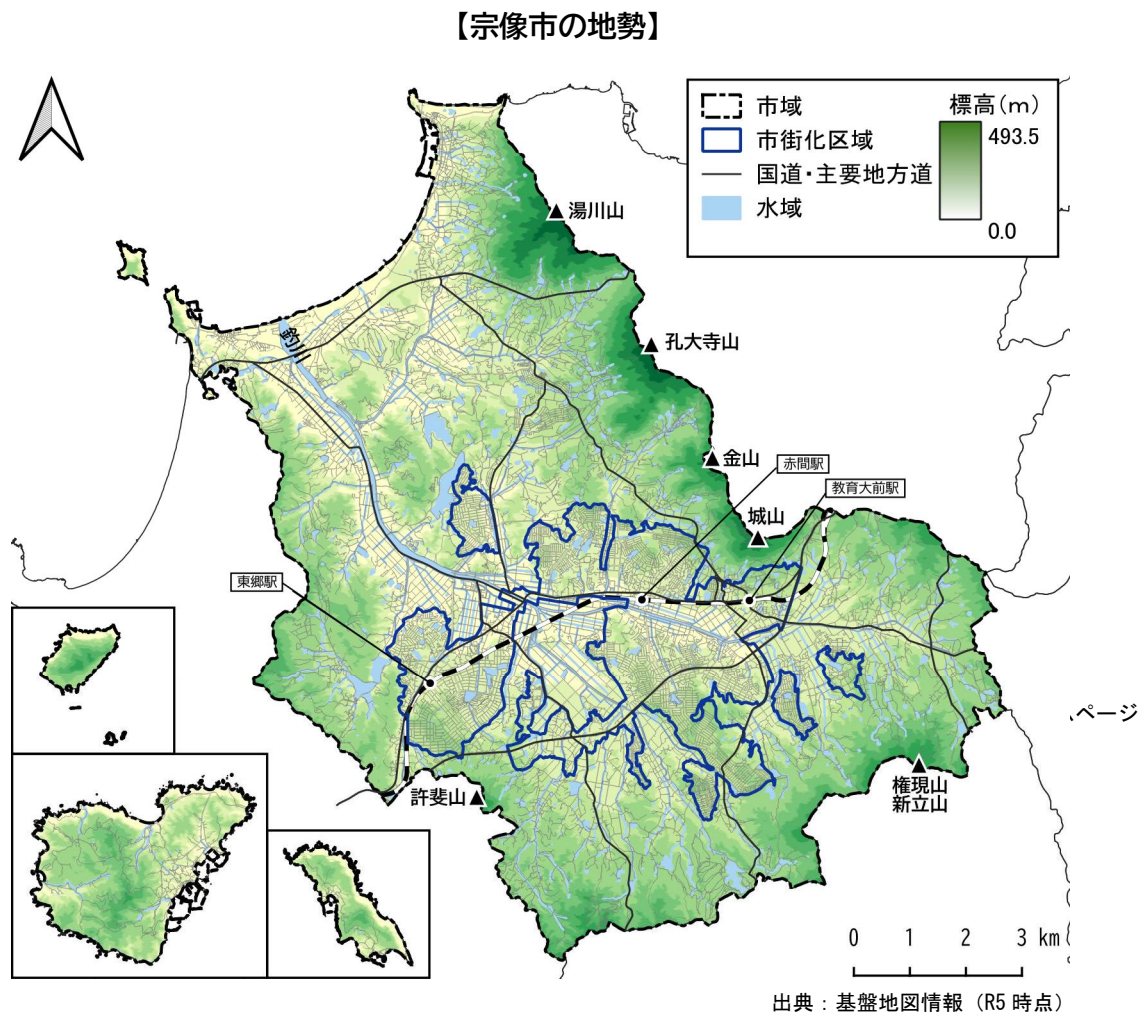 【宗像市の地勢】
市域
市街化区域
国道・主要地方道
水域
標高(m)
493.5
0.0
湯川山
釣川
孔大寺山
金山
赤間駅
教育大前駅
城山
東郷駅
ページ
許斐山
権現山
新立山
0 1 2 3 km
出典：基盤地図情報（R5 時点）